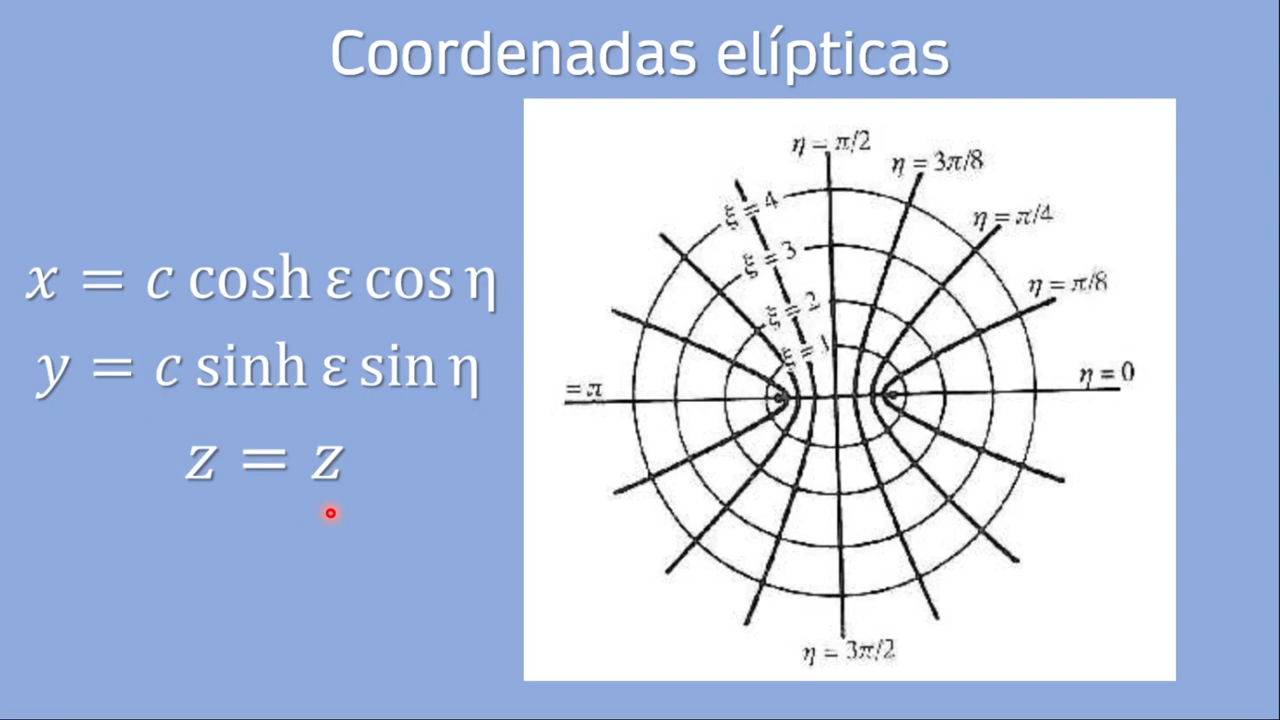 Coordenadas elípticas
x = c cosh ε cos η
y = c sinh ε sin η
z = z
η = π/2
η = 3π/8
η = π/4
η = π/8
η = 0
ξ = 4
ξ = 3
ξ = 2
ξ = 1
= π
η = 3π/2